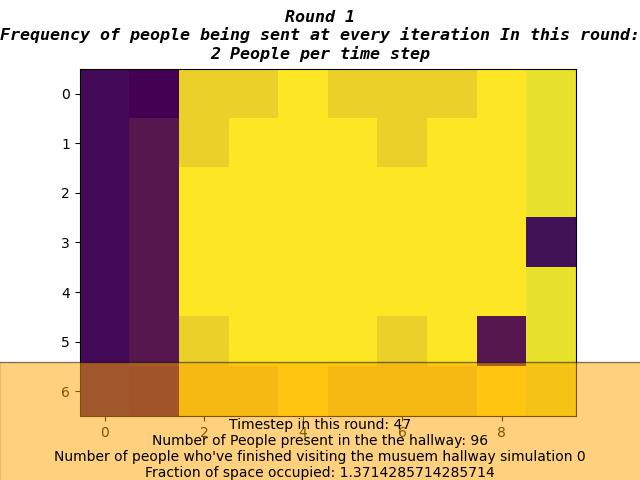 Round 1
Frequency of people being sent at every iteration In this round:
2 People per time step
0
1
2
3
4
5
6
0 2 4 6 8
Timestep in this round: 47
Number of People present in the the hallway: 96
Number of people who've finished visiting the musuem hallway simulation 0
Fraction of space occupied: 1.3714285714285714